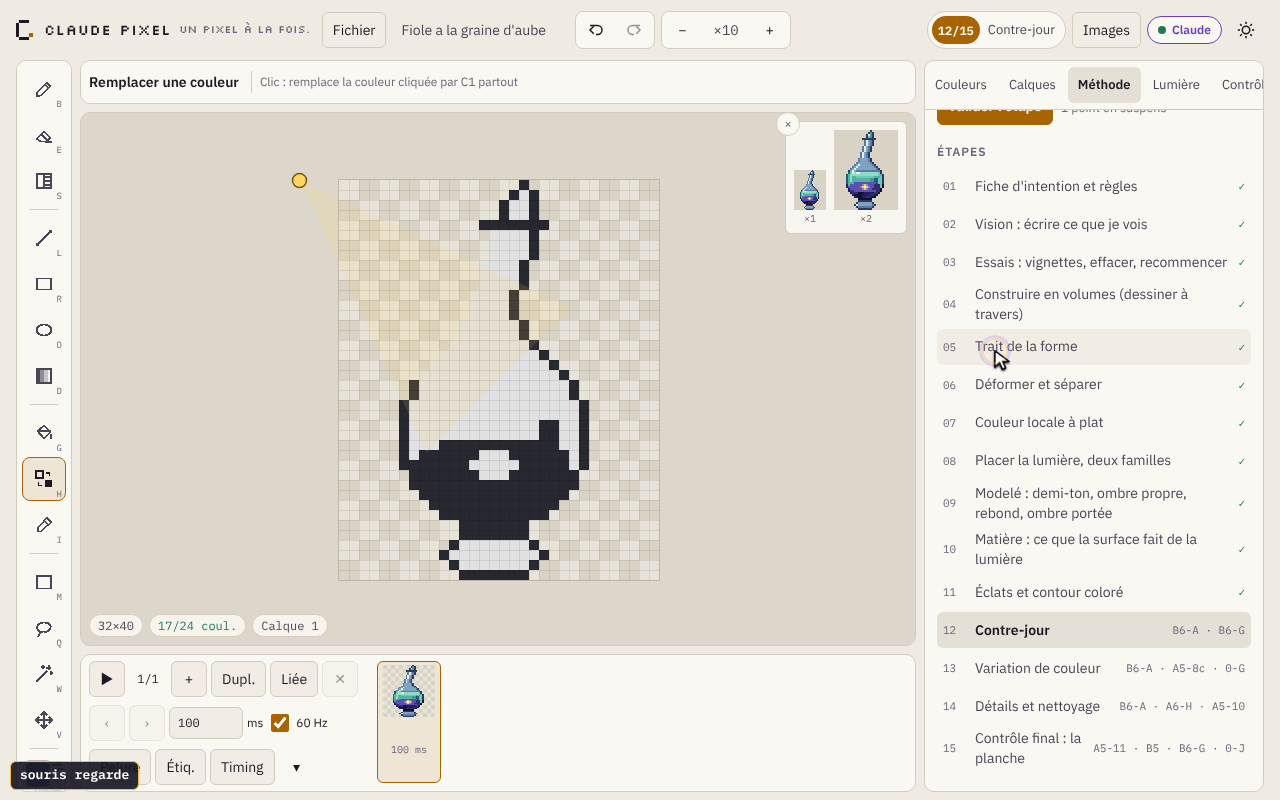 CLAUDE PIXEL UN PIXEL À LA FOIS.
Fichier
Fiole a la graine d'aube
− ×10 +
12/15 Contre-jour
Images
Claude
Remplacer une couleur
Clic : remplace la couleur cliquée par C1 partout
Couleurs Calques Méthode Lumière Contrôl
1 point en suspens
ÉTAPES
01 Fiche d'intention et règles ✓
02 Vision : écrire ce que je vois ✓
03 Essais : vignettes, effacer, recommencer ✓
04 Construire en volumes (dessiner à
travers) ✓
05 Trait de la forme ✓
06 Déformer et séparer ✓
07 Couleur locale à plat ✓
08 Placer la lumière, deux familles ✓
09 Modelé : demi-ton, ombre propre,
rebond, ombre portée ✓
10 Matière : ce que la surface fait de la
lumière ✓
11 Éclats et contour coloré ✓
12 Contre-jour B6-A · B6-G
13 Variation de couleur B6-A · A5-8c · 0-G
14 Détails et nettoyage B6-A · A6-H · A5-10
15 Contrôle final : la
planche A5-11 · B5 · B6-G · 0-J
B
E
S
L
R
O
D
G
H
I
M
Q
W
V
×
×1 ×2
32×40 17/24 coul. Calque 1
1/1 + Dupl. Liée ×
‹ › 100 ms 60 Hz
Étiq. Timing ▼
100 ms
souris regarde